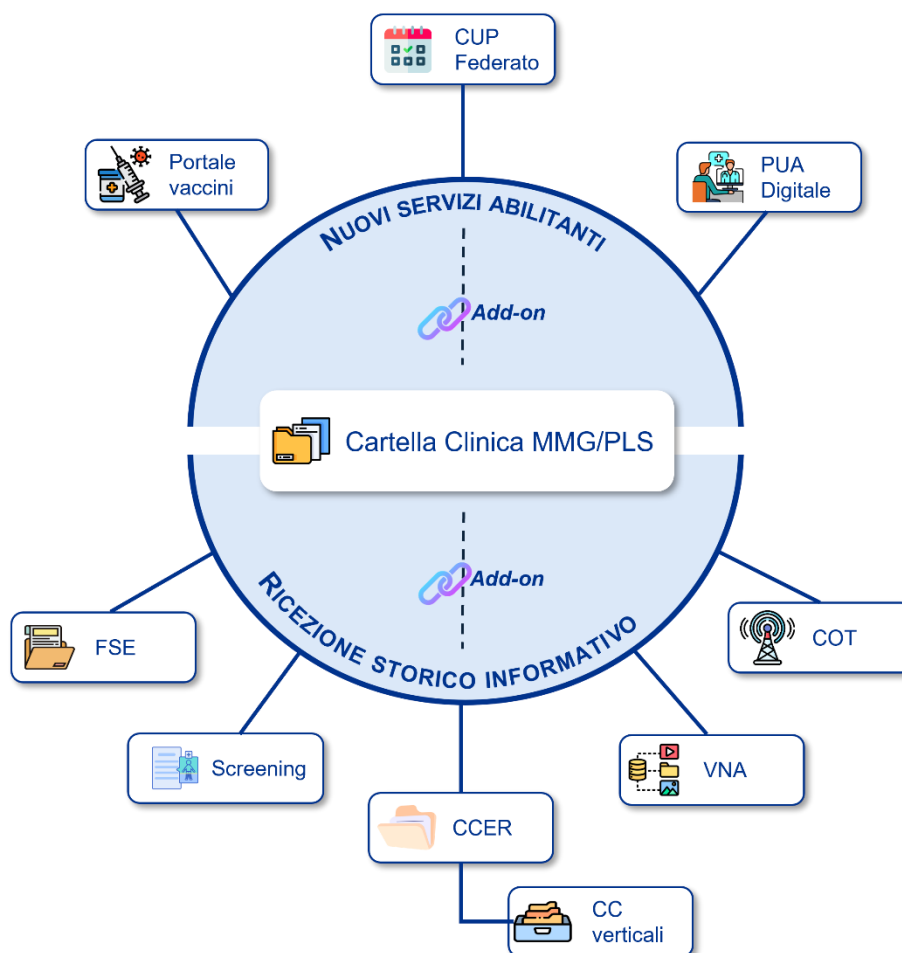 CUP
Federato
Portale
vaccini
PUA
Digitale
NUOVI SERVIZI ABILITANTI
Add-on
Cartella Clinica MMG/PLS
Add-on
RICEZIONE STORICO INFORMATIVO
FSE
COT
Screening
VNA
CCER
CC
verticali